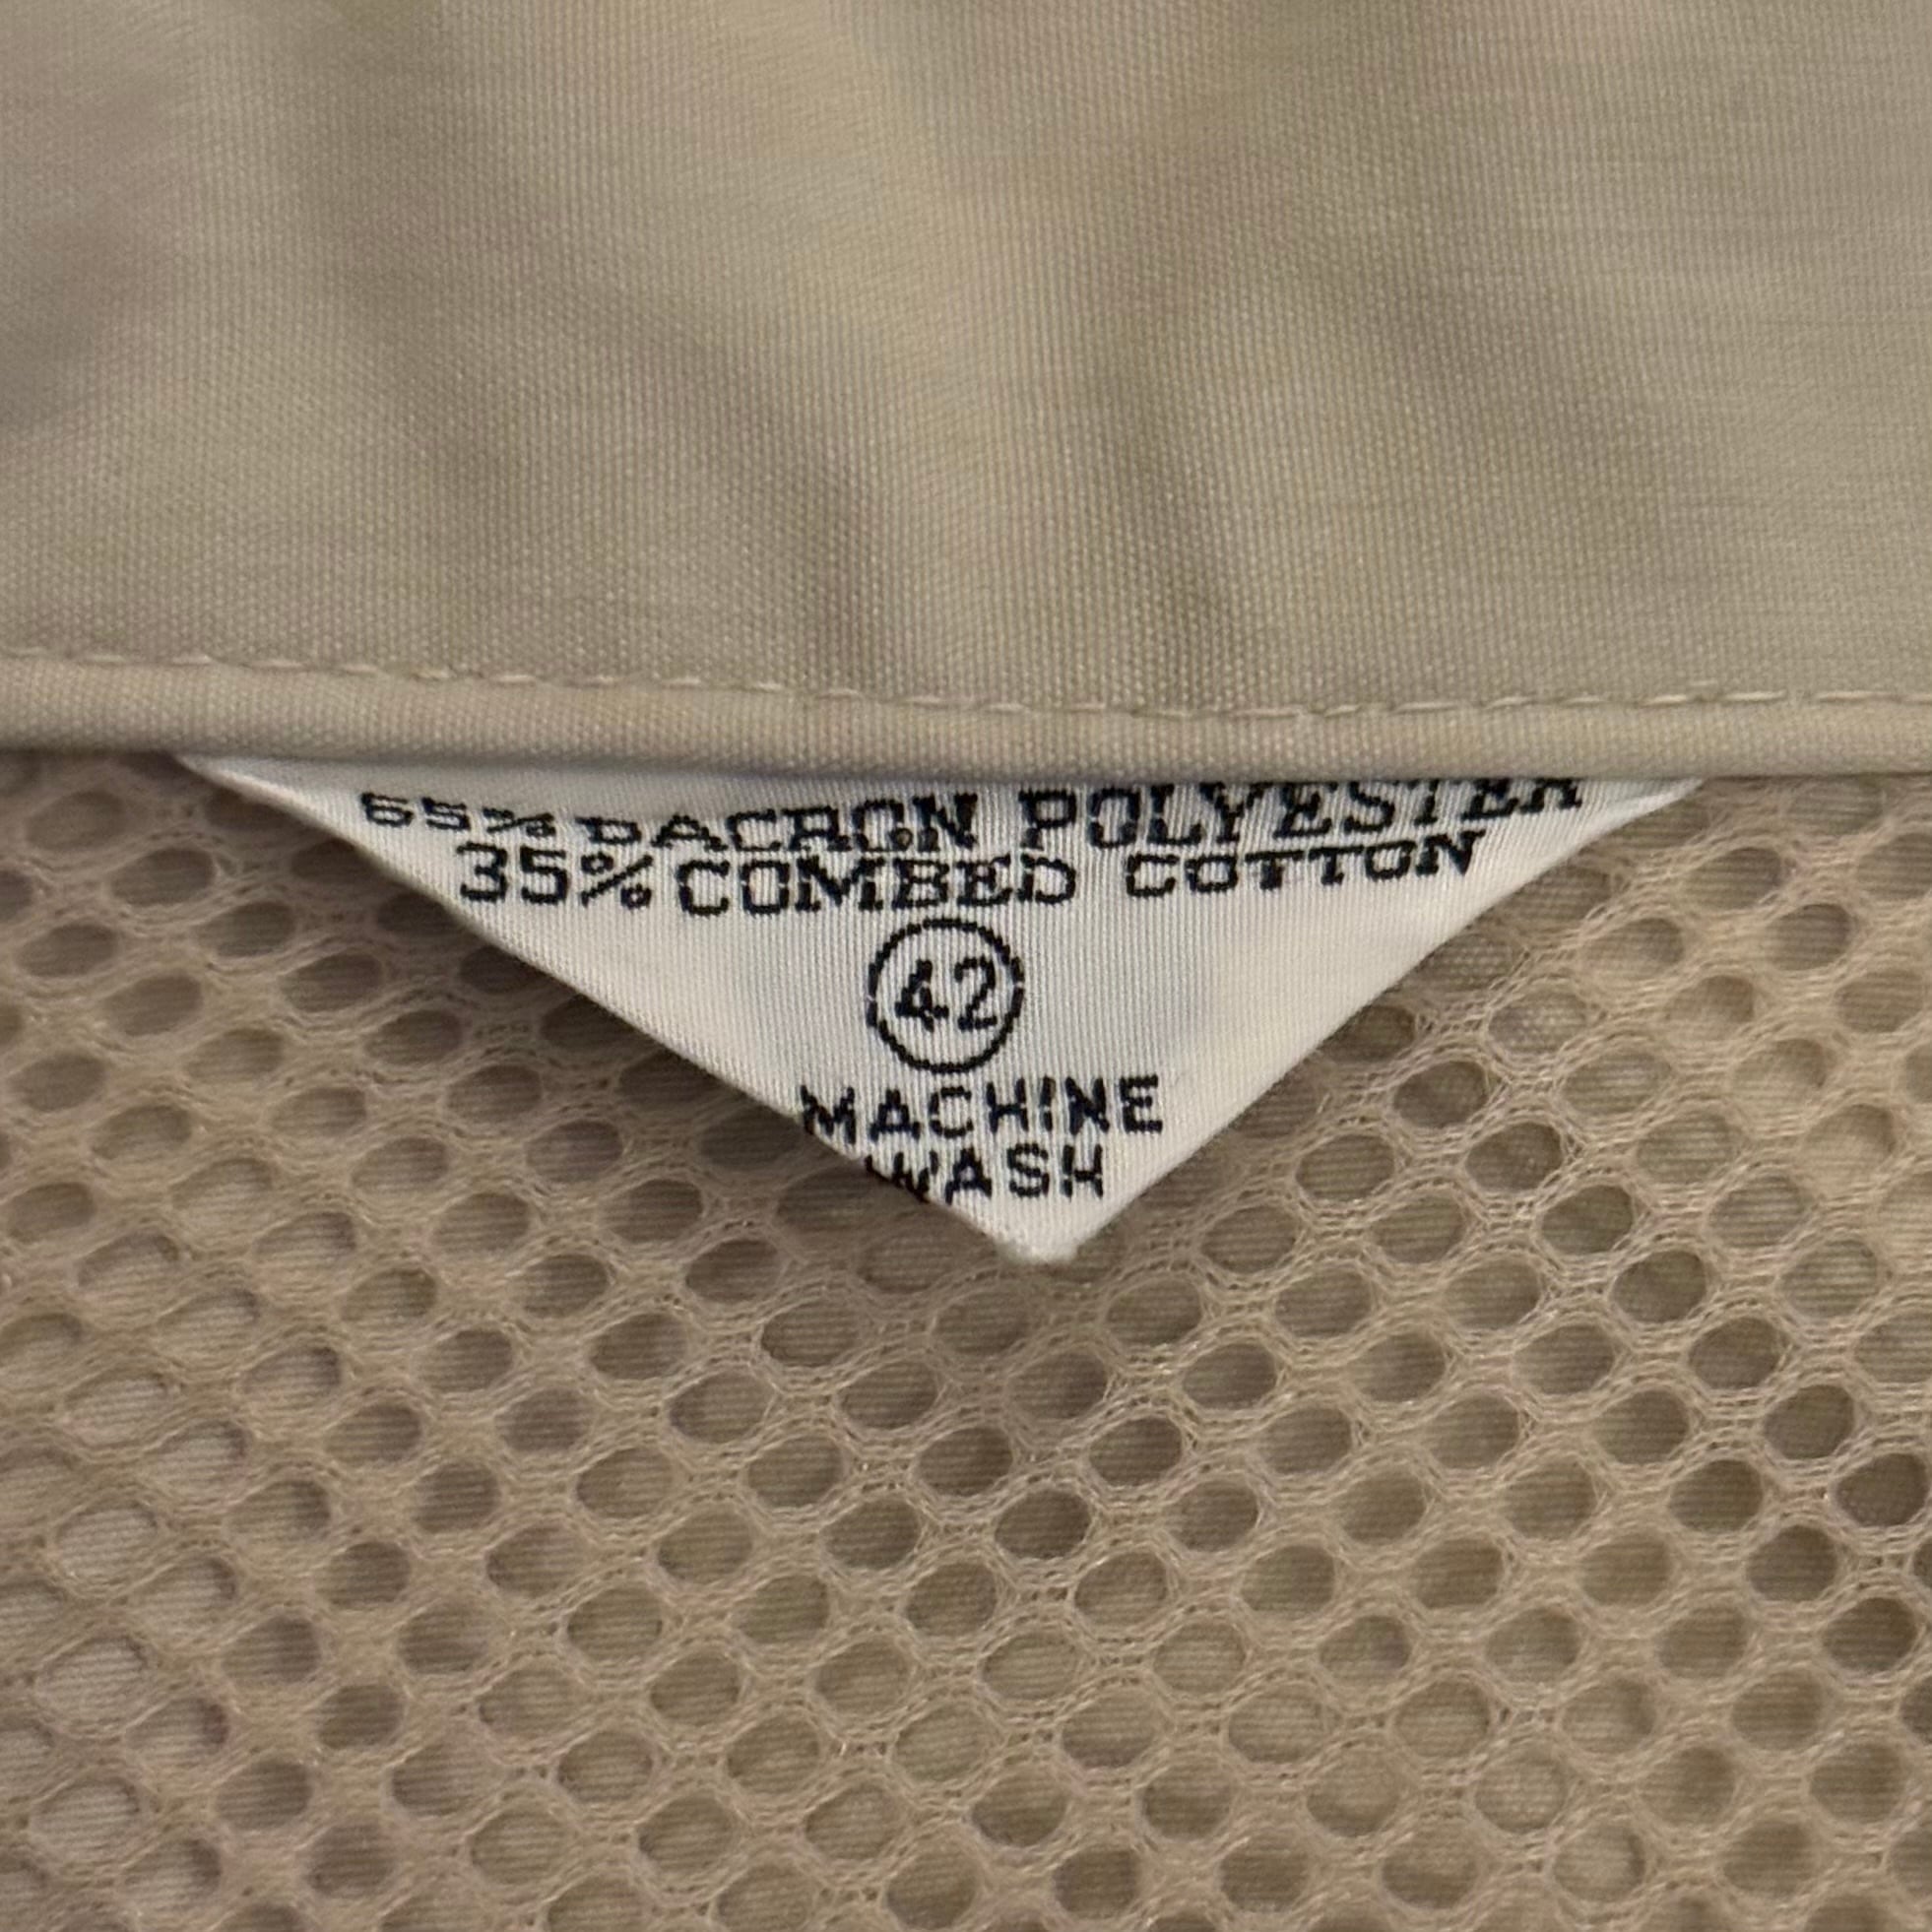 65% DACRON POLYESTER
35% COMBED COTTON
42
MACHINE
WASH